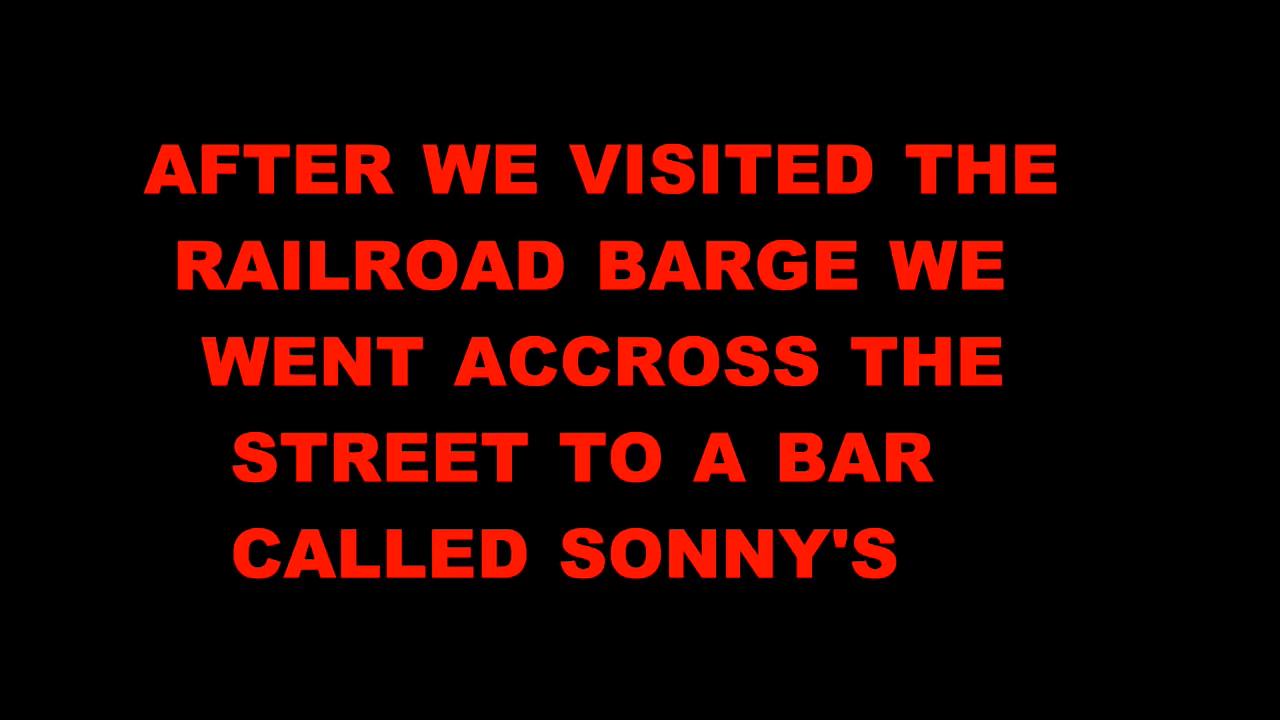 AFTER WE VISITED THE
RAILROAD BARGE WE
WENT ACCROSS THE
STREET TO A BAR
CALLED SONNY'S